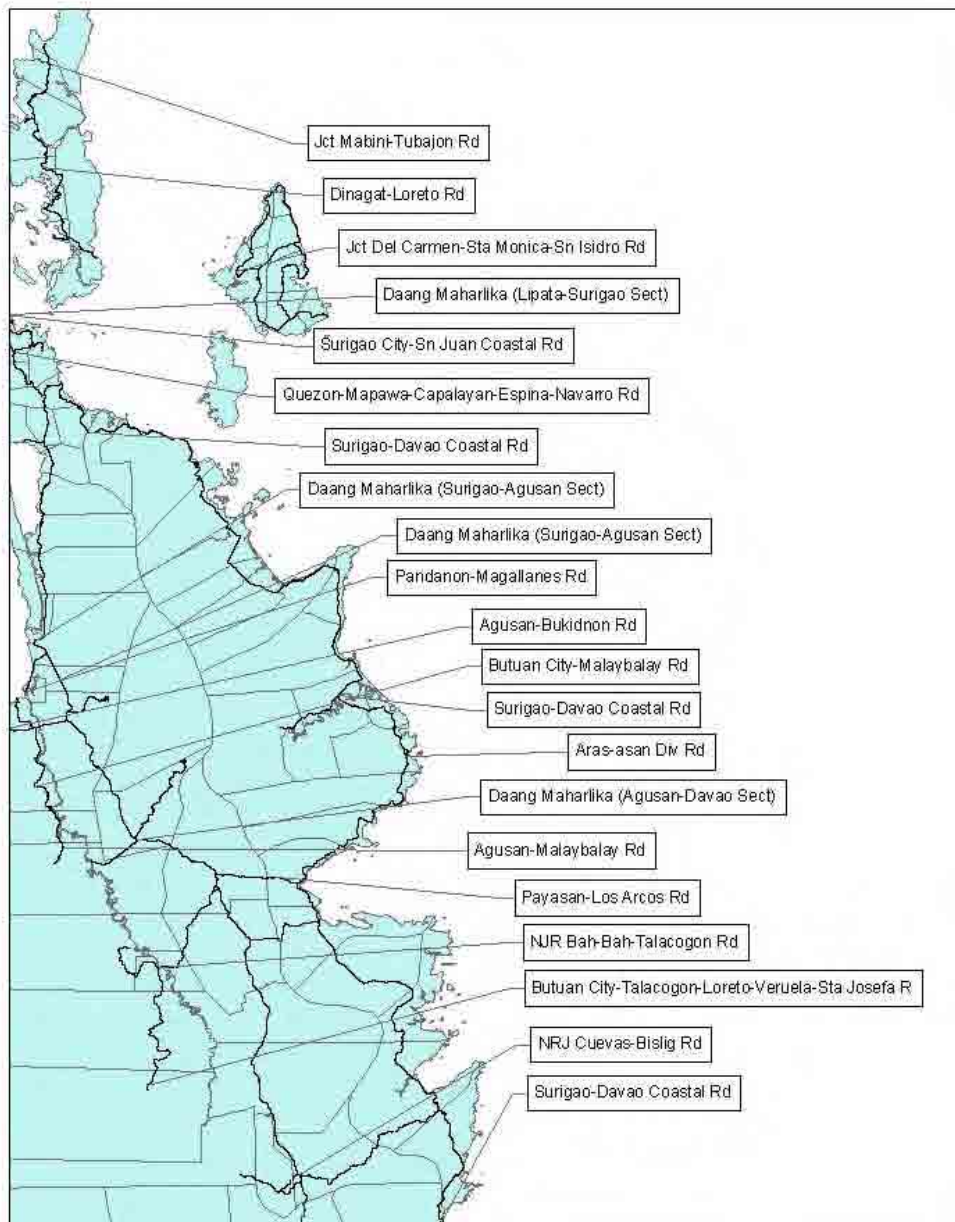 Jct Mabini-Tubajon Rd
Dinagat-Loreto Rd
Jct Del Carmen-Sta Monica-Sn Isidro Rd
Daang Maharlika (Lipata-Surigao Sect)
Surigao City-Sn Juan Coastal Rd
Quezon-Mapawa-Capalayan-Espina-Navarro Rd
Surigao-Davao Coastal Rd
Daang Maharlika (Surigao-Agusan Sect)
Daang Maharlika (Surigao-Agusan Sect)
Pandanon-Magallanes Rd
Agusan-Bukidnon Rd
Butuan City-Malaybalay Rd
Surigao-Davao Coastal Rd
Aras-asan Div Rd
Daang Maharlika (Agusan-Davao Sect)
Agusan-Malaybalay Rd
Payasan-Los Arcos Rd
NJR Bah-Bah-Talacogon Rd
Butuan City-Talacogon-Loreto-Veruela-Sta Josefa R
NRJ Cuevas-Bislig Rd
Surigao-Davao Coastal Rd